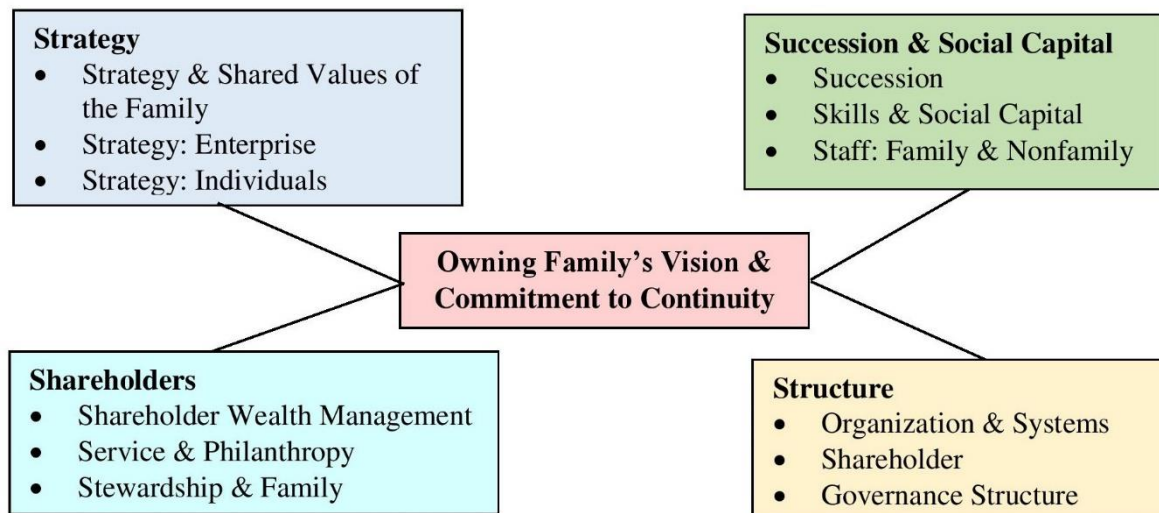 Strategy
• Strategy & Shared Values of
the Family
• Strategy: Enterprise
• Strategy: Individuals
Succession & Social Capital
• Succession
• Skills & Social Capital
• Staff: Family & Nonfamily
Owning Family’s Vision &
Commitment to Continuity
Shareholders
• Shareholder Wealth Management
• Service & Philanthropy
• Stewardship & Family
Structure
• Organization & Systems
• Shareholder
• Governance Structure